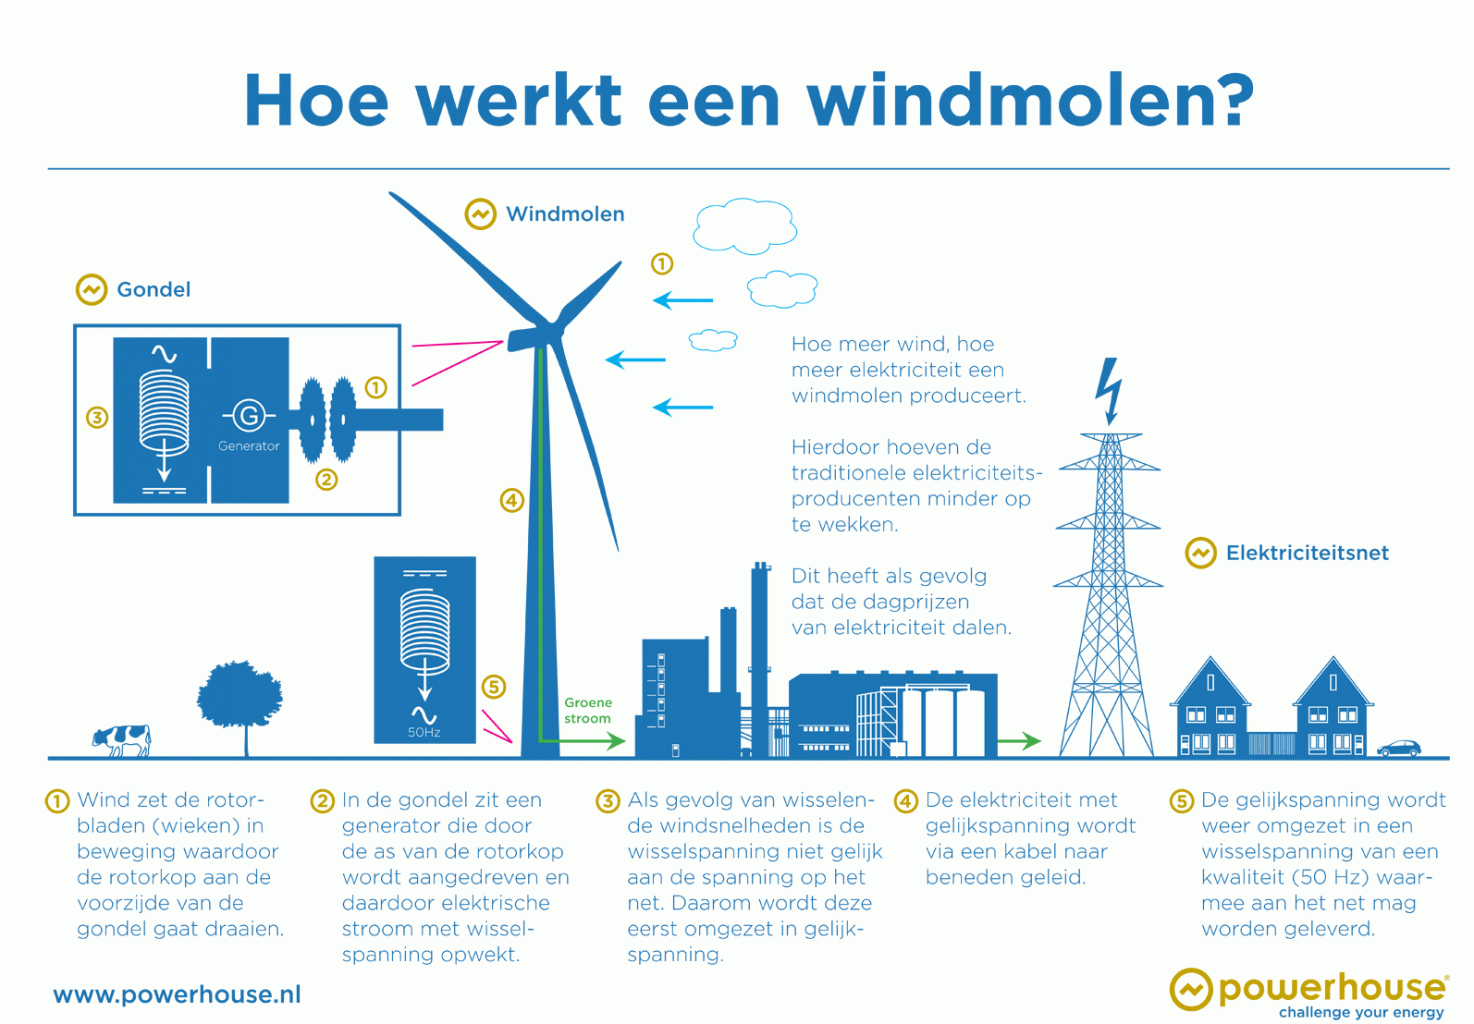 Hoe werkt een windmolen?
Windmolen
1
Gondel
3
G
Generator
1
2
4
Hoe meer wind, hoe
meer elektriciteit een
windmolen produceert.
Hierdoor hoeven de
traditionele elektriciteits-
producenten minder op
te wekken.
Dit heeft als gevolg
dat de dagprijzen
van elektriciteit dalen.
Elektriciteitsnet
5
50Hz
Groene
stroom
1 Wind zet de rotor-
bladen (wieken) in
beweging waardoor
de rotorkop aan de
voorzijde van de
gondel gaat draaien.
2 In de gondel zit een
generator die door
de as van de rotorkop
wordt aangedreven en
daardoor elektrische
stroom met wissel-
spanning opwekt.
3 Als gevolg van wisselen-
de windsnelheden is de
wisselspanning niet gelijk
aan de spanning op het
net. Daarom wordt deze
eerst omgezet in gelijk-
spanning.
4 De elektriciteit met
gelijkspanning wordt
via een kabel naar
beneden geleid.
5 De gelijkspanning wordt
weer omgezet in een
wisselspanning van een
kwaliteit (50 Hz) waar-
mee aan het net mag
worden geleverd.
www.powerhouse.nl
powerhouse®
challenge your energy